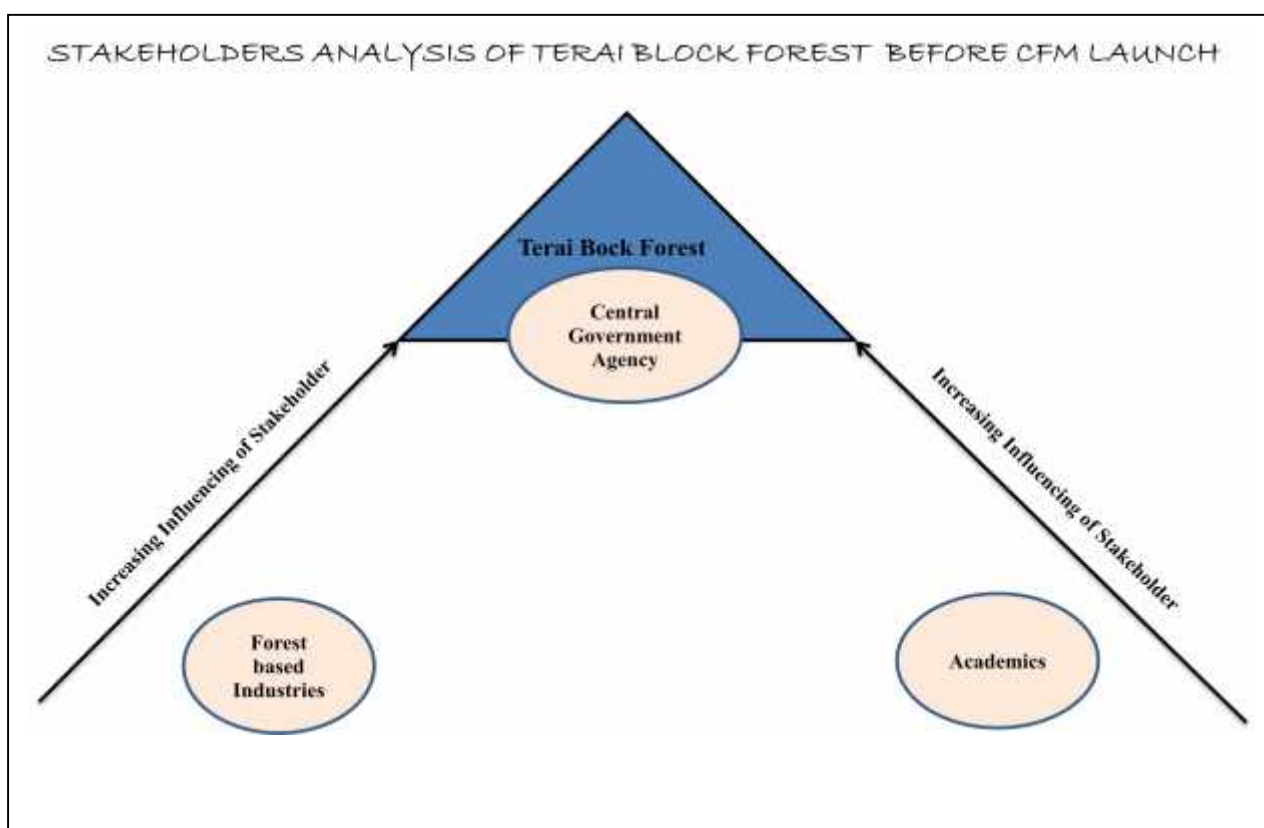 STAKEHOLDERS ANALYSIS OF TERAI BLOCK FOREST BEFORE CFM LAUNCH
Terai Bock Forest
Central
Government
Agency
Increasing Influencing of Stakeholder
Increasing Influencing of Stakeholder
Forest
based
Industries
Academics